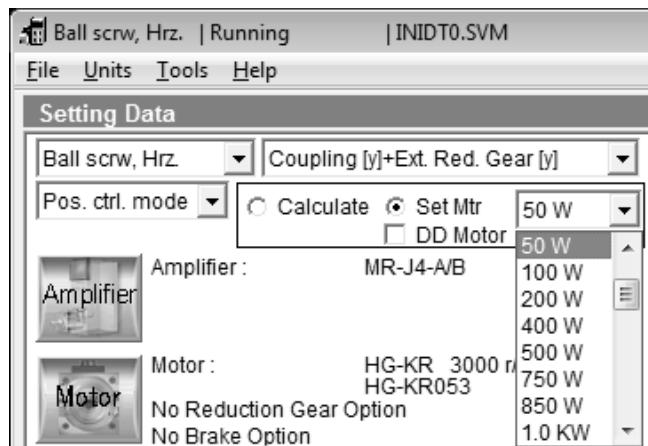 Ball scrw, Hrz. | Running | INIDT0.SVM
File Units Tools Help
Setting Data
Ball scrw, Hrz. Coupling [y]+Ext. Red. Gear [y]
Pos. ctrl. mode Calculate Set Mtr 50 W
DD Motor
50 W
100 W
200 W
400 W
500 W
750 W
850 W
1.0 KW
Amplifier
Amplifier : MR-J4-A/B
Motor
Motor : HG-KR 3000 r/
HG-KR053
No Reduction Gear Option
No Brake Option